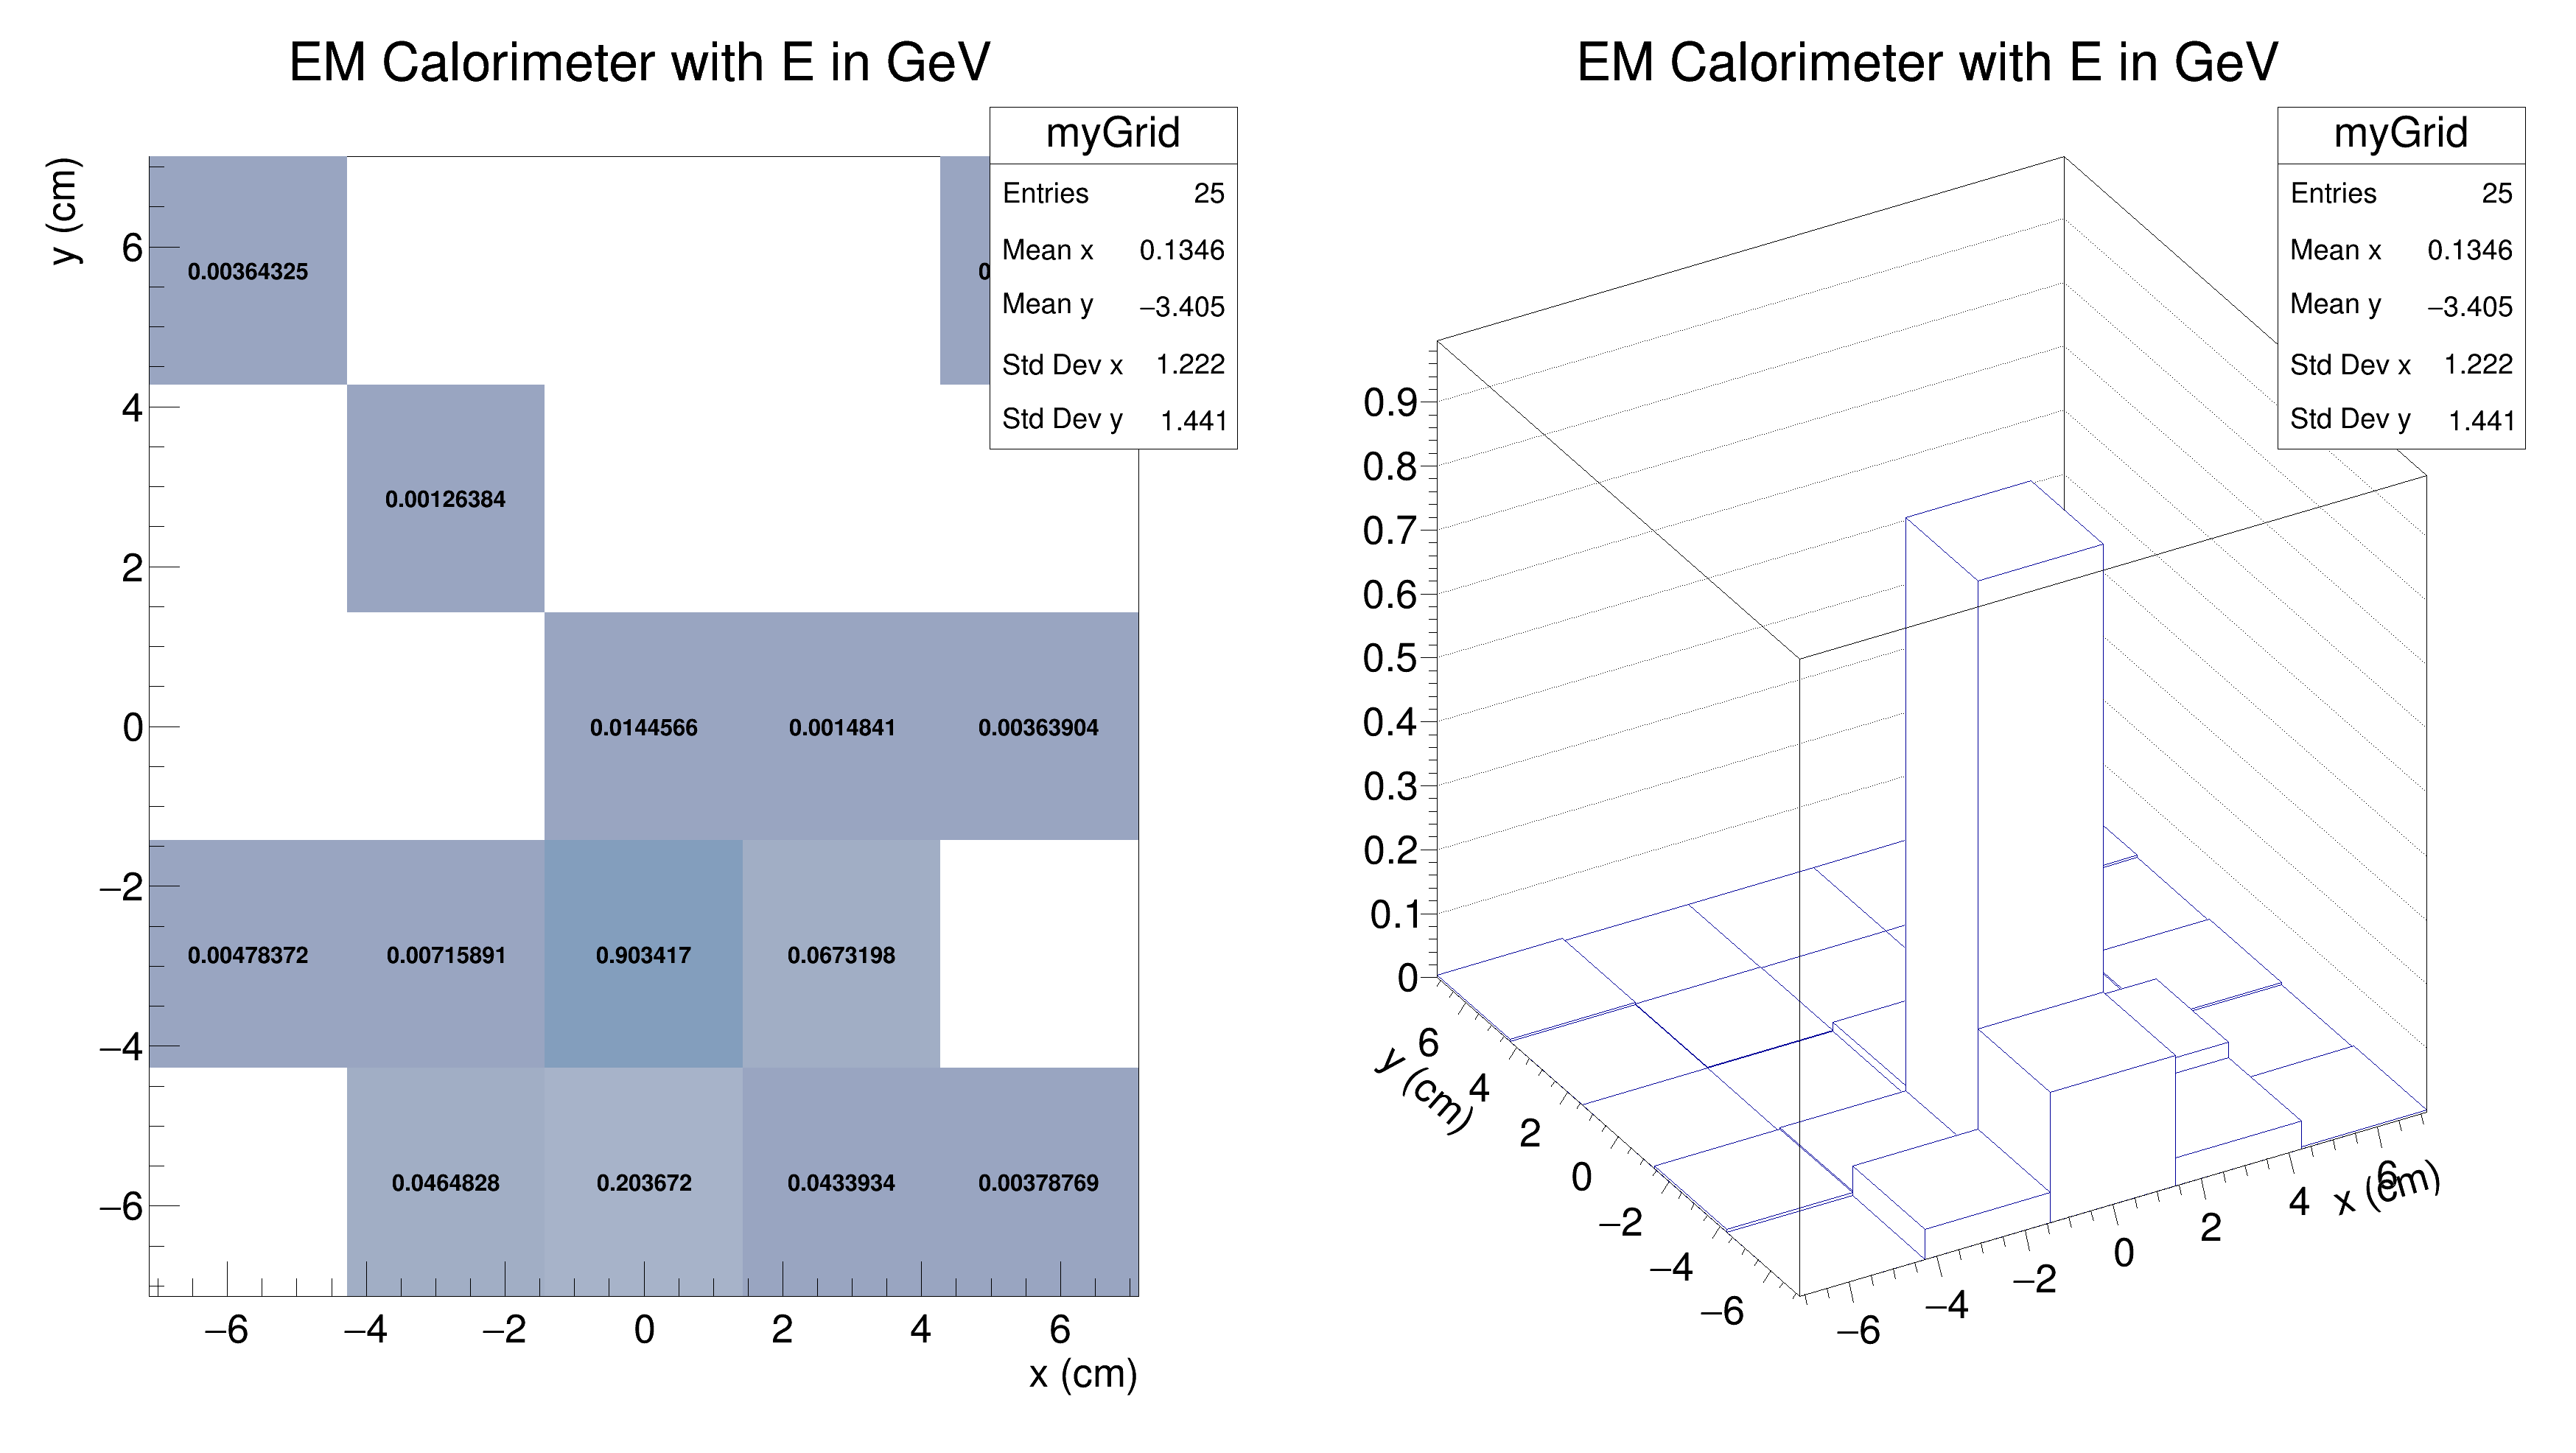 EM Calorimeter with E in GeV
myGrid
Entries 25
Mean x 0.1346
Mean y −3.405
Std Dev x 1.222
Std Dev y 1.441
y (cm)
6
4
2
0
−2
−4
−6
0.00364325
0
0.00126384
0.0144566 0.0014841 0.00363904
0.00478372 0.00715891 0.903417 0.0673198
0.0464828 0.203672 0.0433934 0.00378769
−6 −4 −2 0 2 4 6
x (cm)
EM Calorimeter with E in GeV
myGrid
Entries 25
Mean x 0.1346
Mean y −3.405
Std Dev x 1.222
Std Dev y 1.441
0.9
0.8
0.7
0.6
0.5
0.4
0.3
0.2
0.1
0
6
4
2
0
−2
−4
−6
y (cm)
−6 −4 −2 0 2 4 6
x (cm)